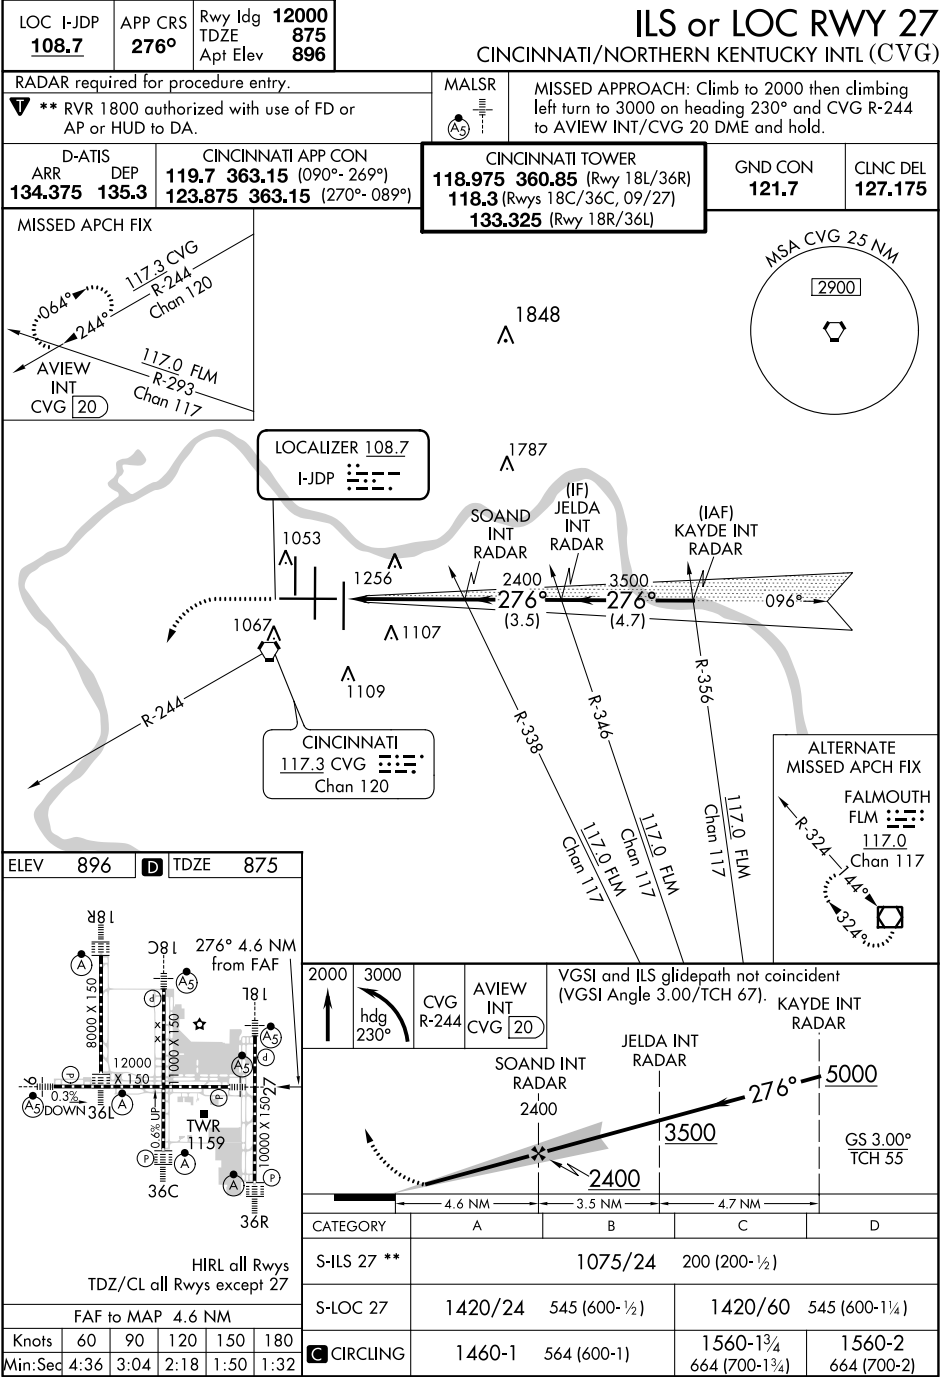 LOC I-JDP
108.7
APP CRS
276°
Rwy ldg 12000
TDZE 875
Apt Elev 896
ILS or LOC RWY 27
CINCINNATI/NORTHERN KENTUCKY INTL (CVG)
RADAR required for procedure entry.
T ** RVR 1800 authorized with use of FD or
AP or HUD to DA.
MALSR
A5
MISSED APPROACH: Climb to 2000 then climbing
left turn to 3000 on heading 230° and CVG R-244
to AVIEW INT/CVG 20 DME and hold.
D-ATIS
ARR DEP
134.375 135.3
CINCINNATI APP CON
119.7 363.15 (090°- 269°)
123.875 363.15 (270°- 089°)
CINCINNATI TOWER
118.975 360.85 (Rwy 18L/36R)
118.3 (Rwys 18C/36C, 09/27)
133.325 (Rwy 18R/36L)
GND CON
121.7
CLNC DEL
127.175
MISSED APCH FIX
117.3 CVG
R-244
Chan 120
064°
244°
117.0 FLM
R-293
Chan 117
AVIEW
INT
CVG 20
MSA CVG 25 NM
2900
1848
1787
LOCALIZER 108.7
I-JDP
1053
1256
1067
1107
1109
SOAND
INT
RADAR
(IF)
JELDA
INT
RADAR
(IAF)
KAYDE INT
RADAR
2400
276°
(3.5)
3500
276°
(4.7)
096°
R-244
R-338
R-346
R-356
CINCINNATI
117.3 CVG
Chan 120
117.0 FLM
Chan 117
117.0 FLM
Chan 117
117.0 FLM
Chan 117
ALTERNATE
MISSED APCH FIX
FALMOUTH
FLM
117.0
Chan 117
R-324
144°
324°
ELEV 896 D TDZE 875
18R
18C
18L
276° 4.6 NM
from FAF
A
A5
P
8000 X 150
11000 X 150
12000
X 150
10000 X 150
9
27
0.3%
DOWN
0.6% UP
36L
TWR
1159
36C
36R
HIRL all Rwys
TDZ/CL all Rwys except 27
FAF to MAP 4.6 NM
Knots 60 90 120 150 180
Min:Sec 4:36 3:04 2:18 1:50 1:32
2000
3000
hdg
230°
CVG
R-244
AVIEW
INT
CVG 20
VGSI and ILS glidepath not coincident
(VGSI Angle 3.00/TCH 67).
KAYDE INT
RADAR
JELDA INT
RADAR
SOAND INT
RADAR
2400
276°
5000
3500
2400
GS 3.00°
TCH 55
4.6 NM 3.5 NM 4.7 NM
CATEGORY A B C D
S-ILS 27 ** 1075/24 200 (200-½)
S-LOC 27 1420/24 545 (600-½) 1420/60 545 (600-1¼)
C CIRCLING 1460-1 564 (600-1) 1560-1¾ 664 (700-1¾) 1560-2 664 (700-2)